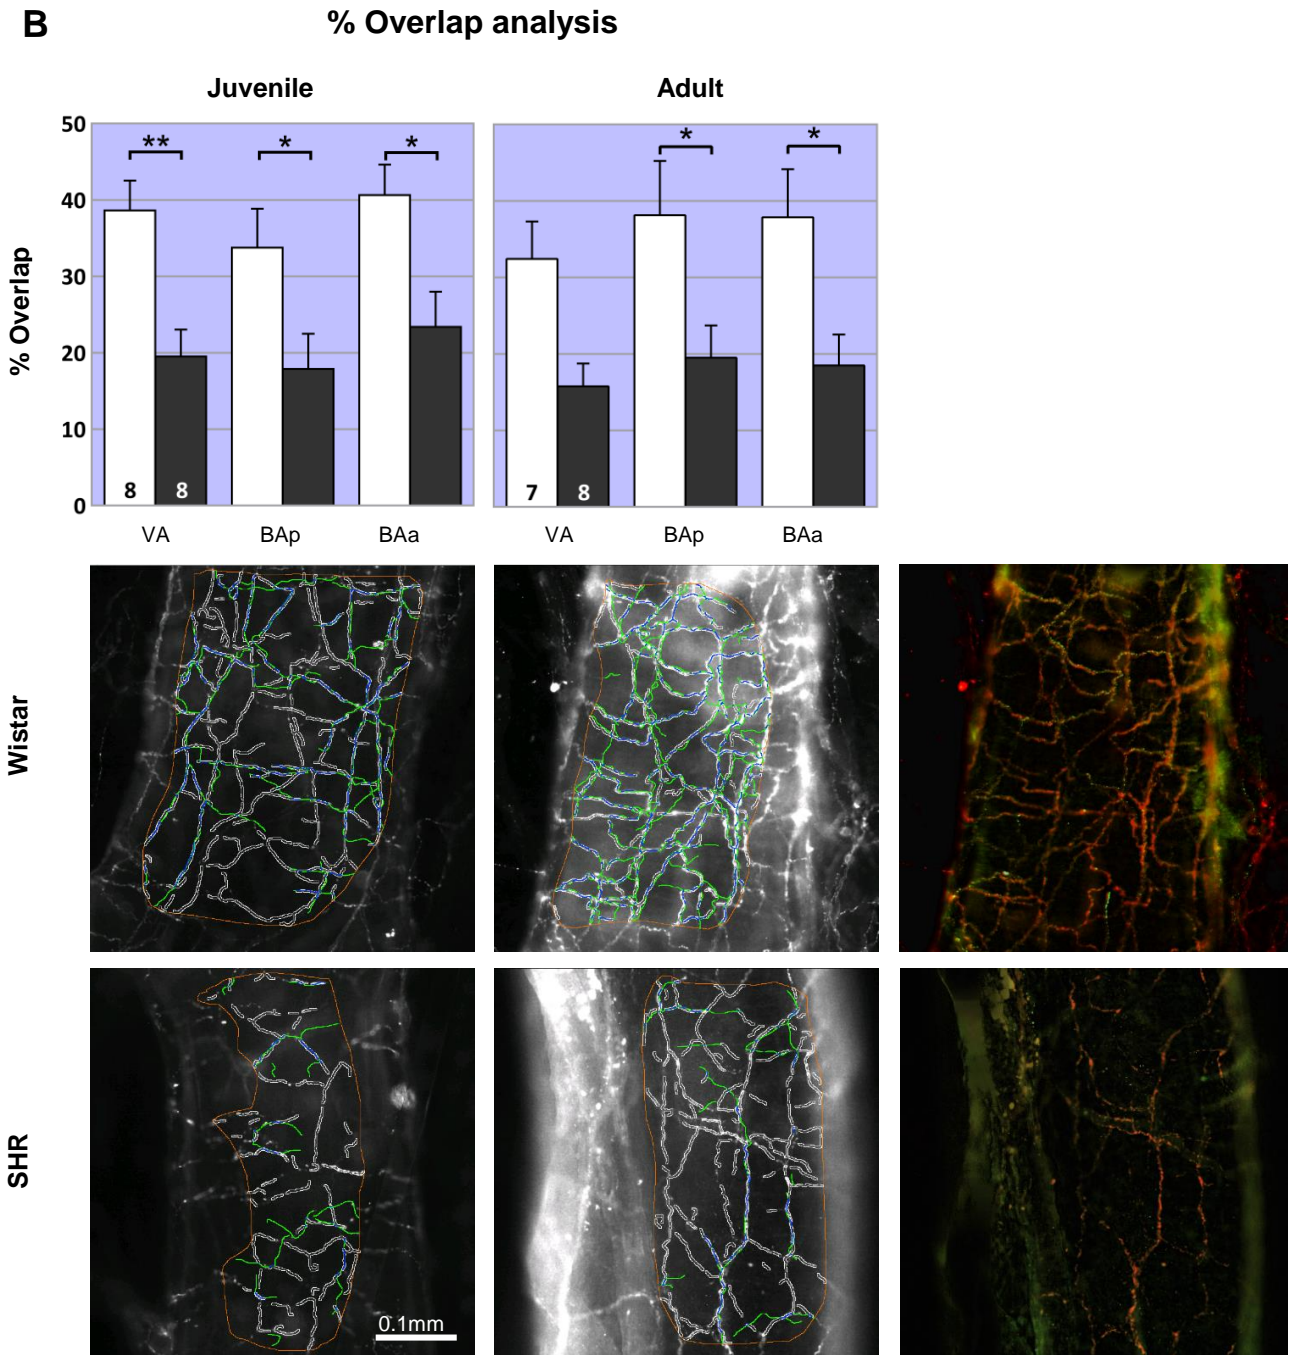 B
% Overlap analysis
Juvenile Adult
50
40
30
20
10
0
% Overlap
** * * * *
8 8 7 8
VA BAp BAa VA BAp BAa
Wistar
SHR
0.1mm